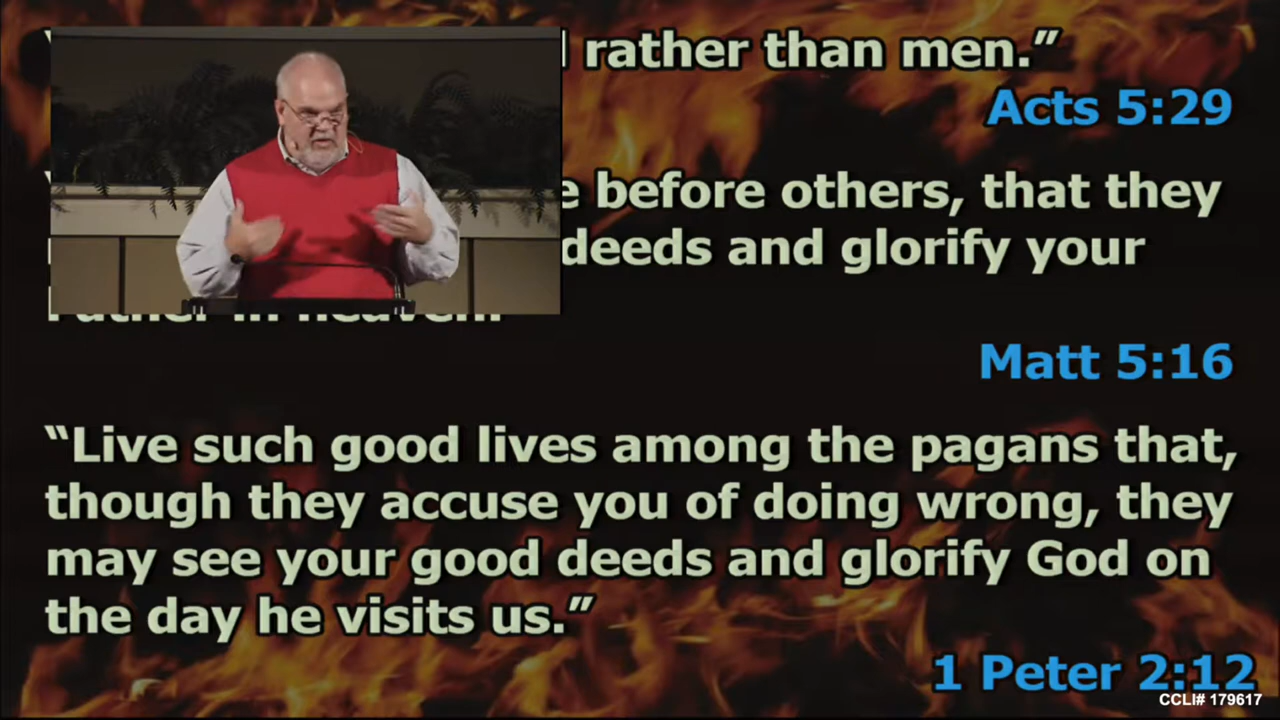 rather than men.”
Acts 5:29
before others, that they
deeds and glorify your
heaven.
Matt 5:16
“Live such good lives among the pagans that,
though they accuse you of doing wrong, they
may see your good deeds and glorify God on
the day he visits us.”
1 Peter 2:12
CCLI# 179617